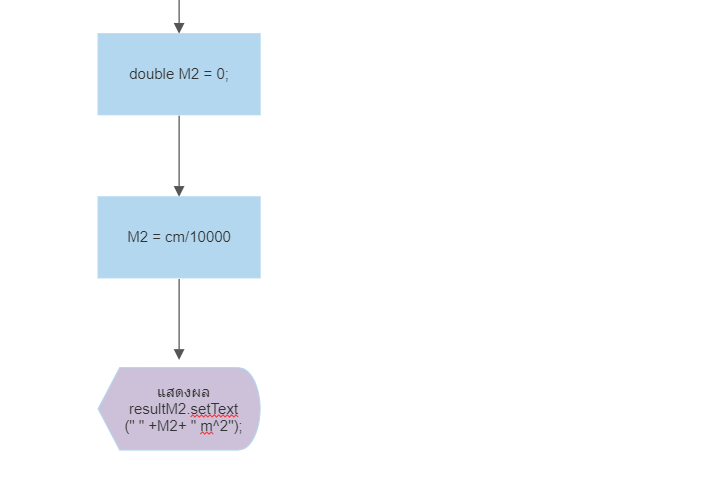 double M2 = 0;
M2 = cm/10000
แสดงผล
resultM2.setText
(" " +M2+ " m^2");